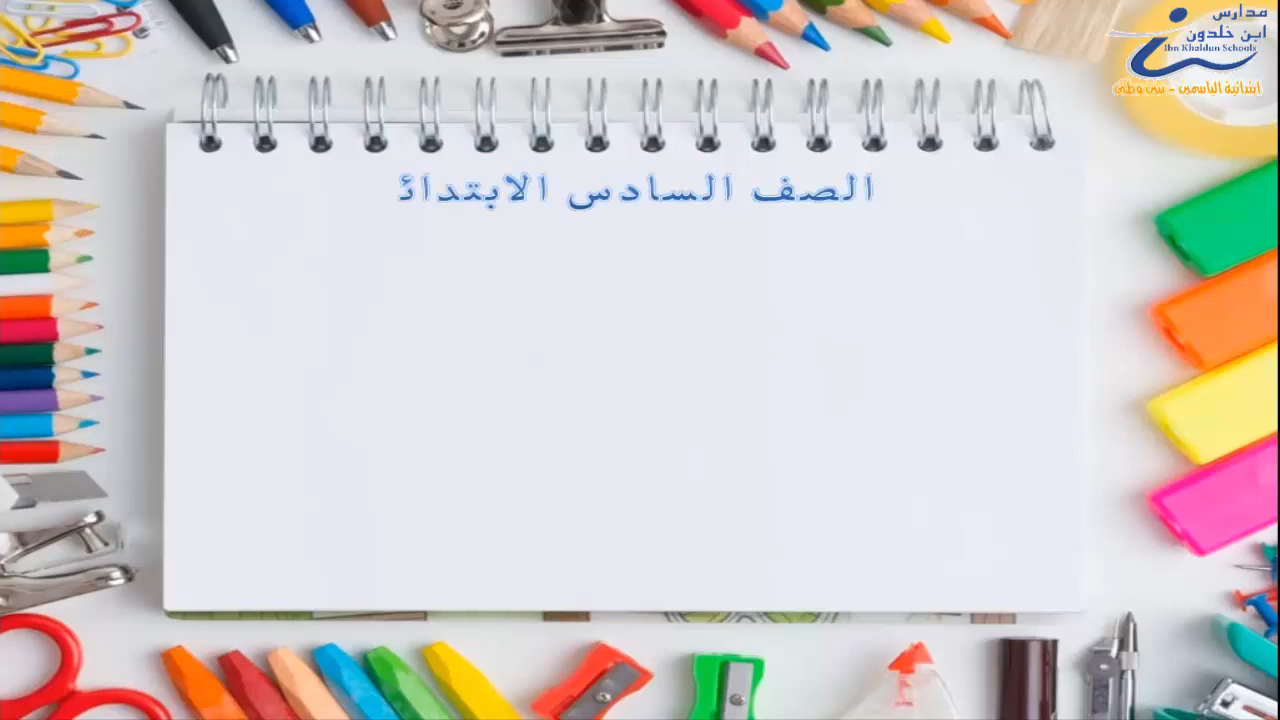 مدارس
ابن خلدون
Ibn Khaldun Schools
ابتدائية الياسمين - بنين وطني
الصف السادس الابتدائ